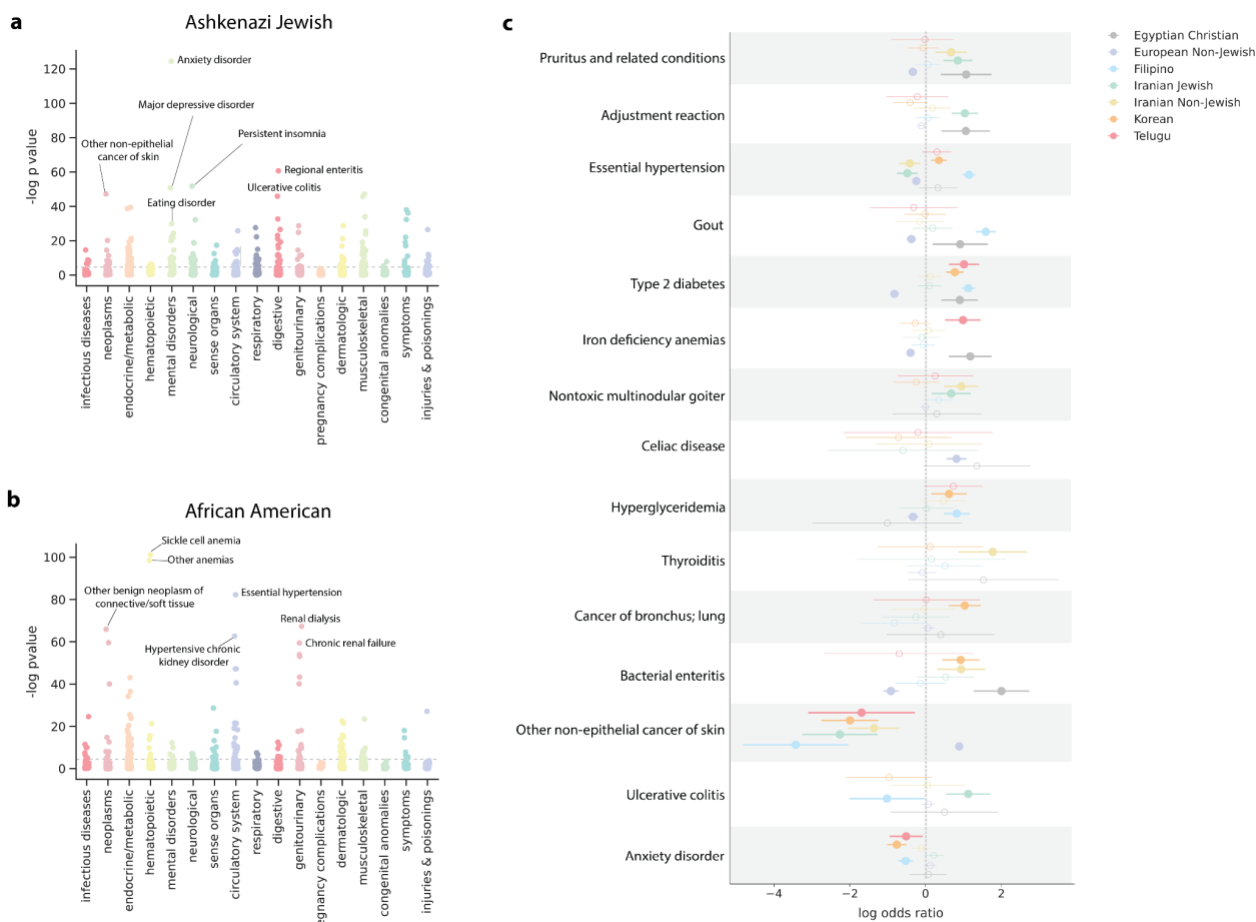 a
Ashkenazi Jewish
-log p value
120
100
80
60
40
20
0
Anxiety disorder
Major depressive disorder
Persistent insomnia
Other non-epithelial
cancer of skin
Regional enteritis
Ulcerative colitis
Eating disorder
infectious diseases
neoplasms
endocrine/metabolic
hematopoietic
mental disorders
neurological
sense organs
circulatory system
respiratory
digestive
genitourinary
pregnancy complications
dermatologic
musculoskeletal
congenital anomalies
symptoms
injuries & poisonings
b
African American
-log pvalue
100
80
60
40
20
0
Sickle cell anemia
Other anemias
Other benign neoplasm of
connective/soft tissue
Essential hypertension
Renal dialysis
Hypertensive chronic
kidney disorder
Chronic renal failure
infectious diseases
neoplasms
endocrine/metabolic
hematopoietic
mental disorders
neurological
sense organs
circulatory system
respiratory
digestive
genitourinary
regnancy complications
dermatologic
musculoskeletal
congenital anomalies
symptoms
injuries & poisonings
c
Pruritus and related conditions
Adjustment reaction
Essential hypertension
Gout
Type 2 diabetes
Iron deficiency anemias
Nontoxic multinodular goiter
Celiac disease
Hyperglyceridemia
Thyroiditis
Cancer of bronchus; lung
Bacterial enteritis
Other non-epithelial cancer of skin
Ulcerative colitis
Anxiety disorder
−4
−2
0
2
log odds ratio
Egyptian Christian
European Non-Jewish
Filipino
Iranian Jewish
Iranian Non-Jewish
Korean
Telugu